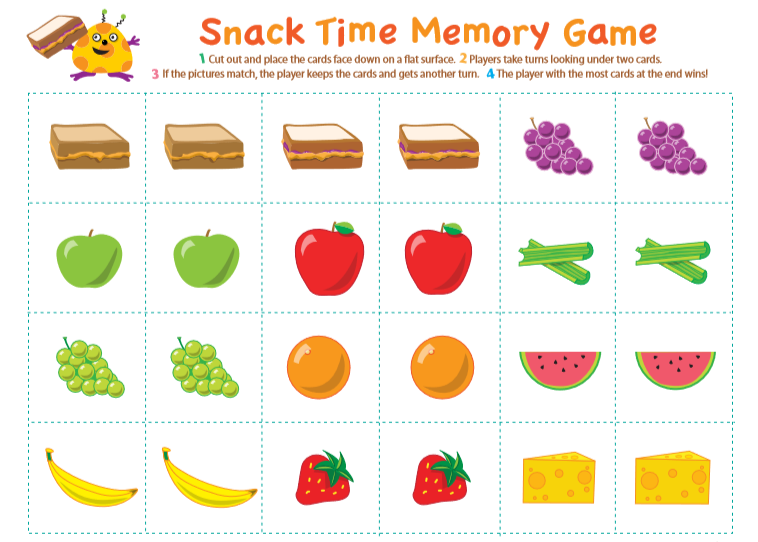 Snack Time Memory Game
1 Cut out and place the cards face down on a flat surface. 2 Players take turns looking under two cards.
3 If the pictures match, the player keeps the cards and gets another turn. 4 The player with the most cards at the end wins!